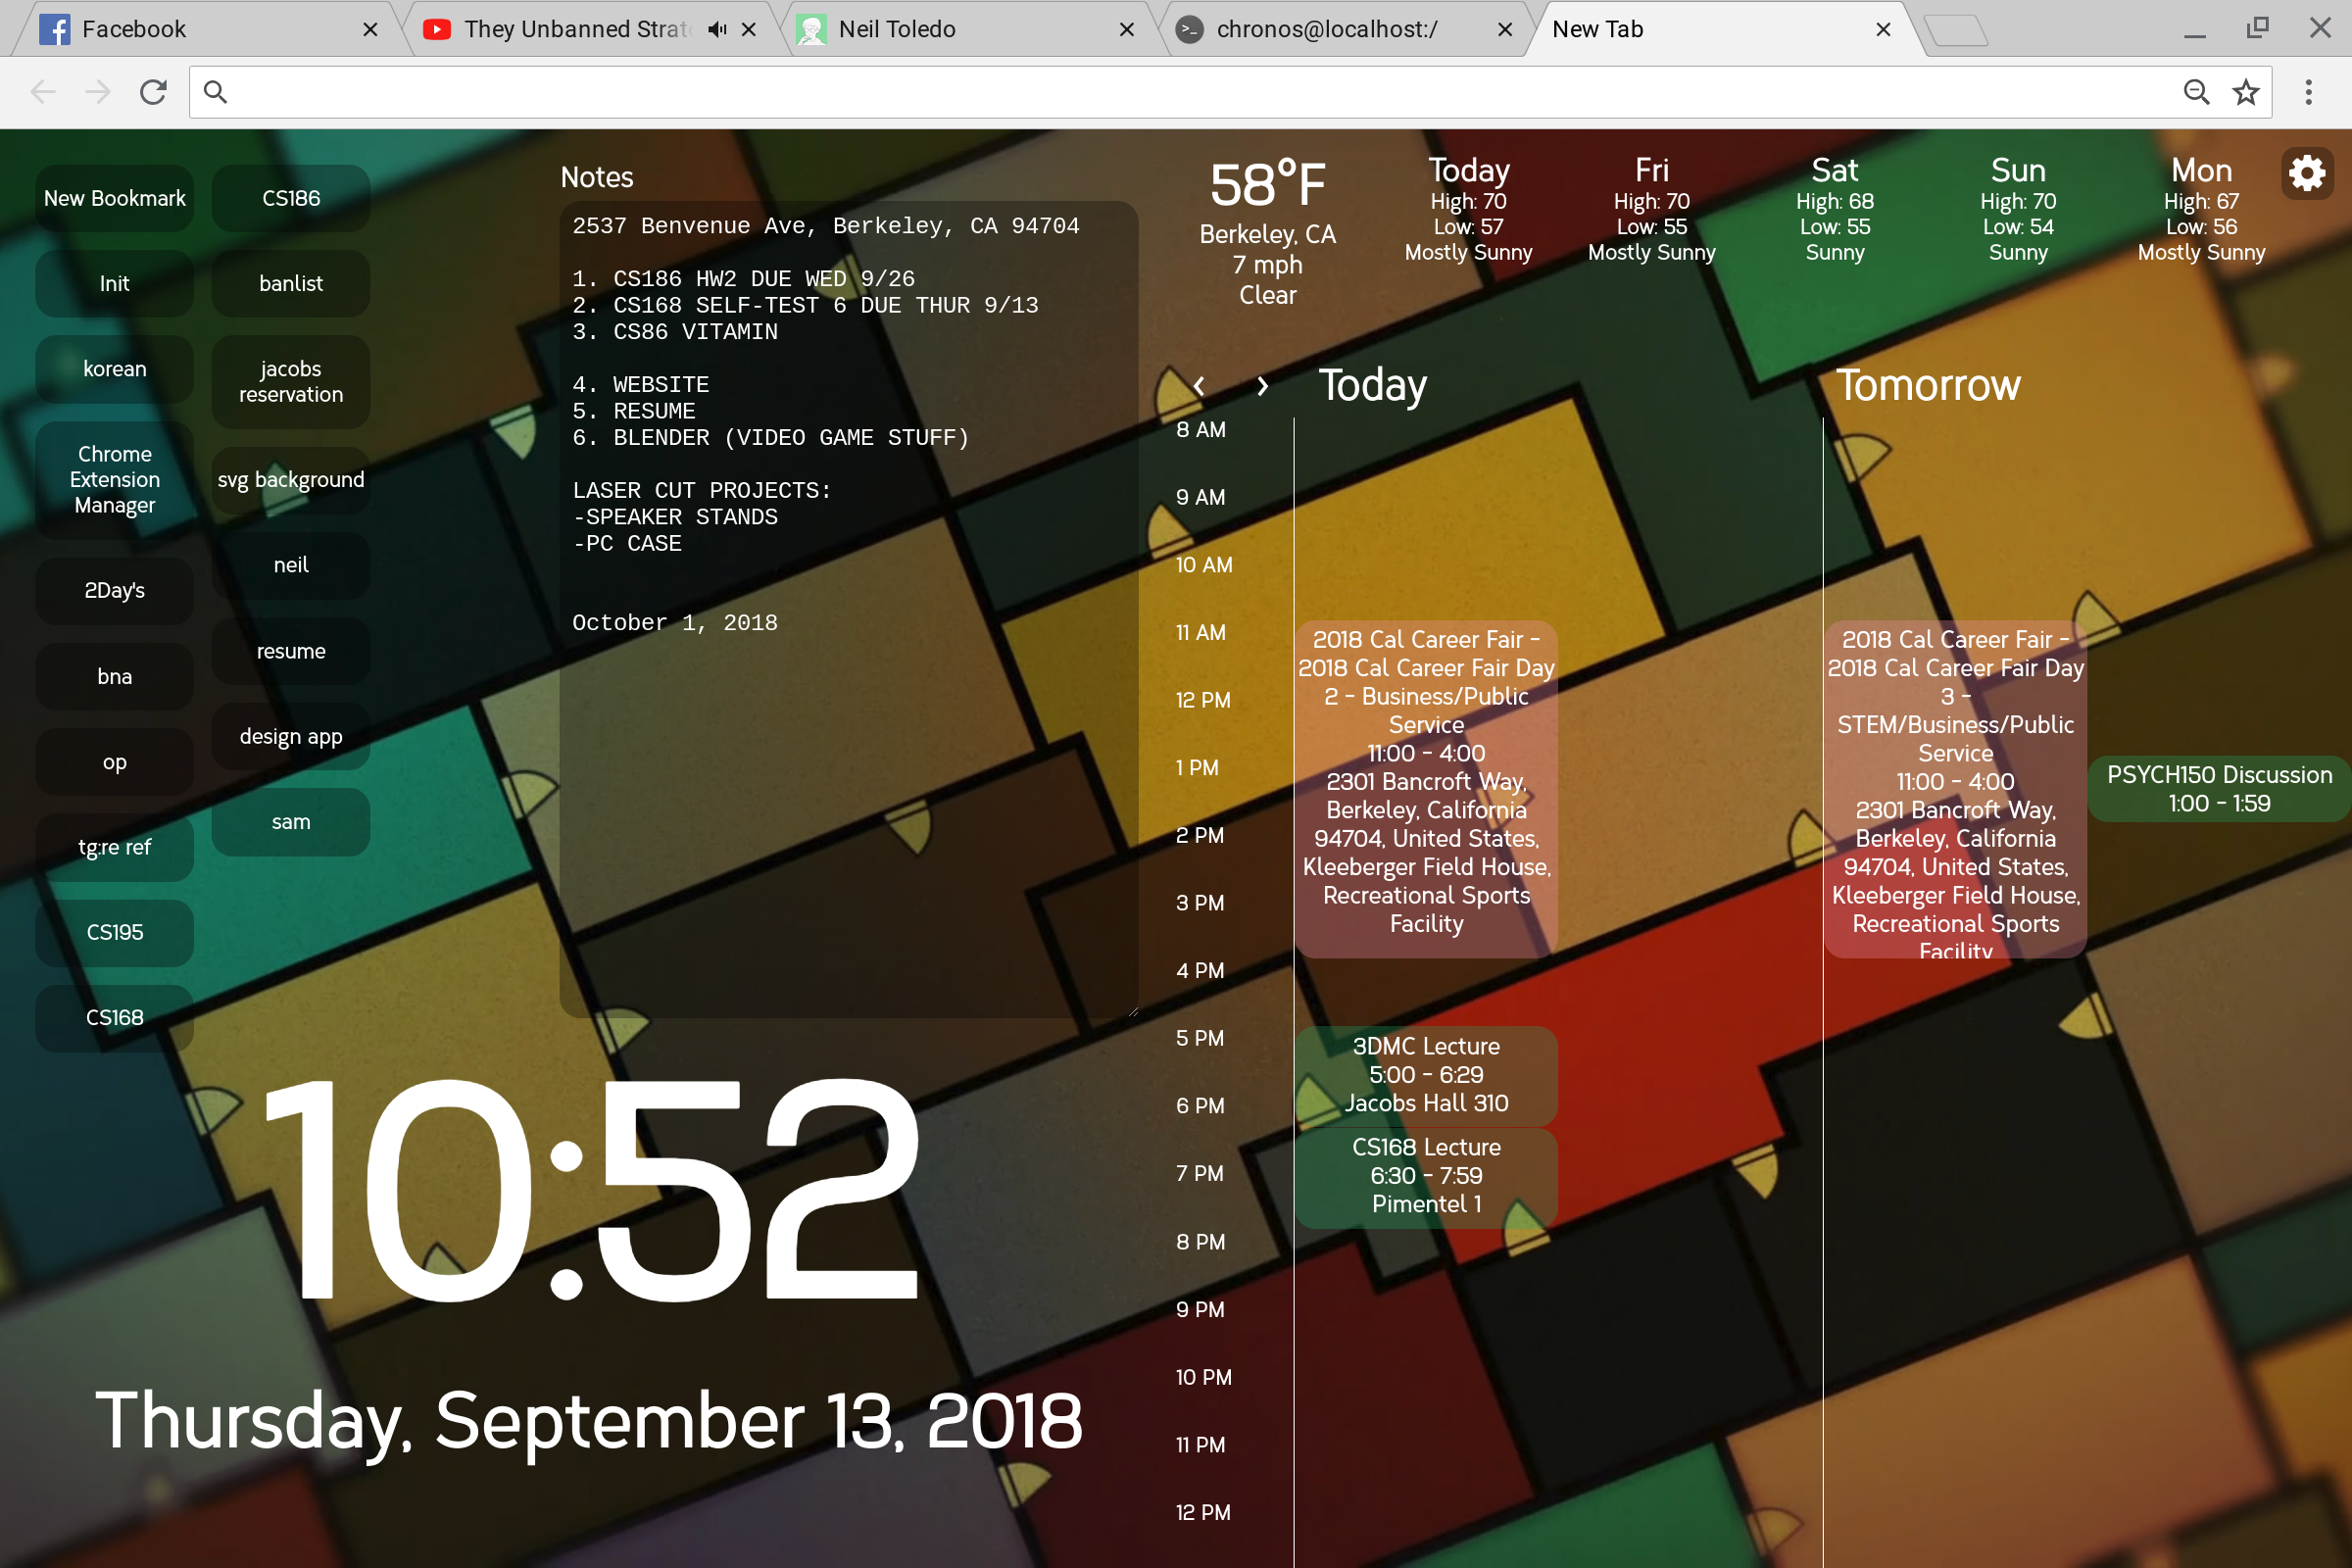 Facebook
They Unbanned Strat
Neil Toledo
chronos@localhost:/
New Tab
New Bookmark
Init
korean
Chrome
Extension
Manager
2Day's
bna
op
tg:re ref
CS195
CS168
CS186
banlist
jacobs
reservation
svg background
neil
resume
design app
sam
Notes
2537 Benvenue Ave, Berkeley, CA 94704
1. CS186 HW2 DUE WED 9/26
2. CS168 SELF-TEST 6 DUE THUR 9/13
3. CS86 VITAMIN
4. WEBSITE
5. RESUME
6. BLENDER (VIDEO GAME STUFF)
LASER CUT PROJECTS:
-SPEAKER STANDS
-PC CASE
October 1, 2018
10:52
Thursday, September 13, 2018
58°F
Berkeley, CA
7 mph
Clear
Today
High: 70
Low: 57
Mostly Sunny
Fri
High: 70
Low: 55
Mostly Sunny
Sat
High: 68
Low: 55
Sunny
Sun
High: 70
Low: 54
Sunny
Mon
High: 67
Low: 56
Mostly Sunny
8 AM
9 AM
10 AM
11 AM
12 PM
1 PM
2 PM
3 PM
4 PM
5 PM
6 PM
7 PM
8 PM
9 PM
10 PM
11 PM
12 PM
Today
2018 Cal Career Fair -
2018 Cal Career Fair Day
2 - Business/Public
Service
11:00 - 4:00
2301 Bancroft Way,
Berkeley, California
94704, United States,
Kleeberger Field House,
Recreational Sports
Facility
3DMC Lecture
5:00 - 6:29
Jacobs Hall 310
CS168 Lecture
6:30 - 7:59
Pimentel 1
Tomorrow
2018 Cal Career Fair -
2018 Cal Career Fair Day
3 -
STEM/Business/Public
Service
11:00 - 4:00
2301 Bancroft Way,
Berkeley, California
94704, United States,
Kleeberger Field House,
Recreational Sports
Facility
PSYCH150 Discussion
1:00 - 1:59